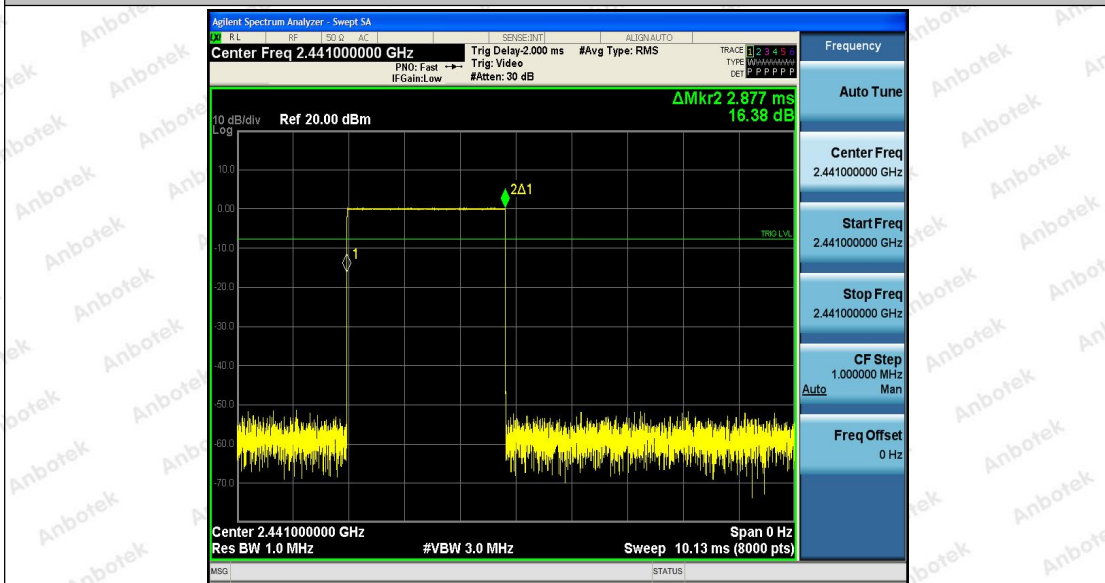 Agilent Spectrum Analyzer - Swept SA
LXI RL RF 50 Ω AC SENSE:INT ALIGN AUTO
Center Freq 2.441000000 GHz
PNO: Fast
IFGain:Low
Trig Delay-2.000 ms
Trig: Video
#Atten: 30 dB
#Avg Type: RMS
TRACE 1 2 3 4 5 6
TYPE WWWWWW
DET P P P P P P
ΔMkr2 2.877 ms
16.38 dB
10 dB/div
Log
Ref 20.00 dBm
10.0
0.00
-10.0
-20.0
-30.0
-40.0
-50.0
-60.0
-70.0
2Δ1
1
TRIG LVL
Center 2.441000000 GHz
Span 0 Hz
Res BW 1.0 MHz
#VBW 3.0 MHz
Sweep 10.13 ms (8000 pts)
MSG
STATUS
Frequency
Auto Tune
Center Freq
2.441000000 GHz
Start Freq
2.441000000 GHz
Stop Freq
2.441000000 GHz
CF Step
1.000000 MHz
Auto Man
Freq Offset
0 Hz
Anbotek